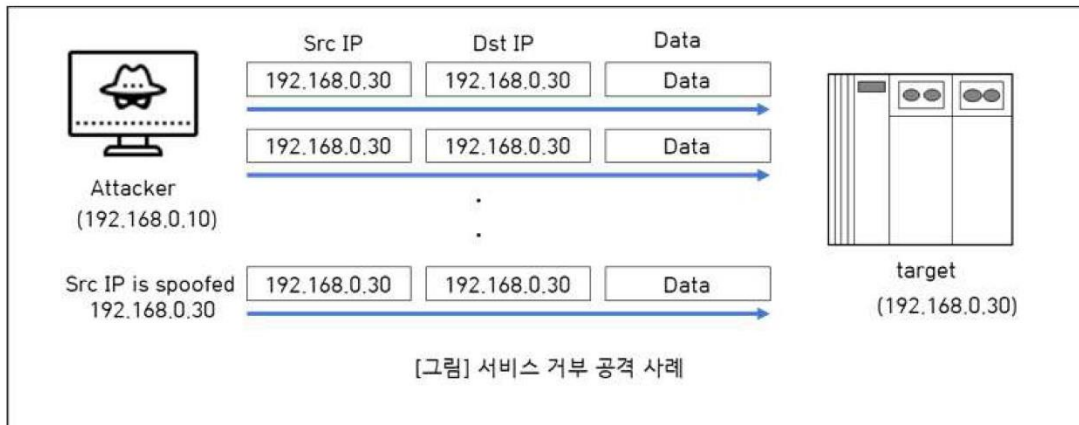 Src IP Dst IP Data
192.168.0.30 192.168.0.30 Data
192.168.0.30 192.168.0.30 Data
Attacker
(192.168.0.10)
.
.
Src IP is spoofed
192.168.0.30
192.168.0.30 192.168.0.30 Data
target
(192.168.0.30)
[그림] 서비스 거부 공격 사례